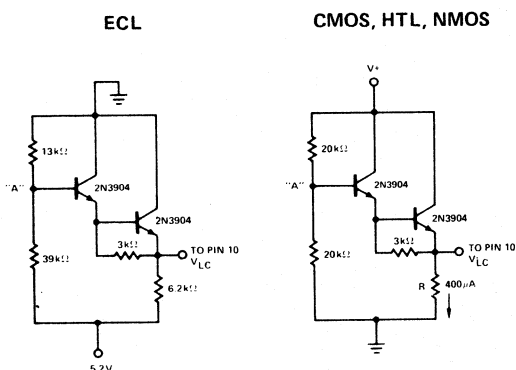 ECL
CMOS, HTL, NMOS
13kΩ
"A"
2N3904
2N3904
3kΩ
TO PIN 10
VLC
39kΩ
6.2kΩ
5.2V
V+
20kΩ
"A"
2N3904
2N3904
3kΩ
TO PIN 10
VLC
20kΩ
R
400μA